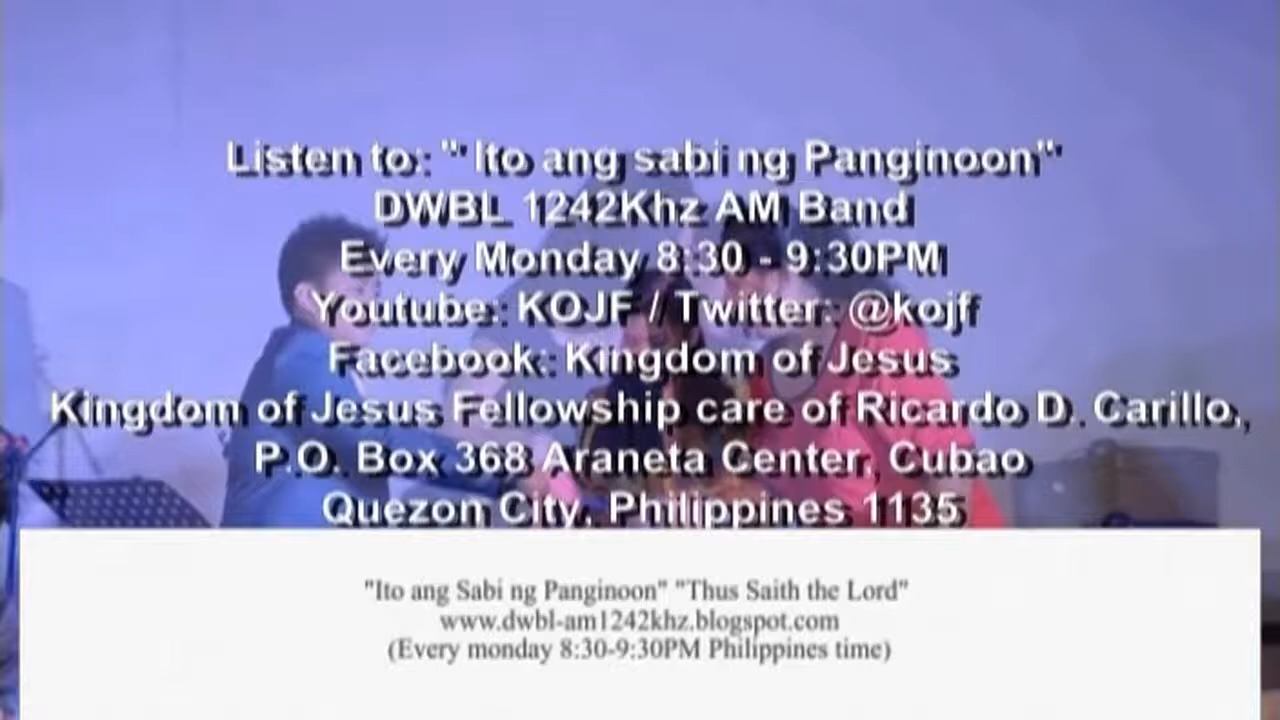 Listen to: "Ito ang sabi ng Panginoon"
DWBL 1242Khz AM Band
Every Monday 8:30 - 9:30PM
Youtube: KOJF / Twitter: @kojff
Facebook: Kingdom of Jesus
Kingdom of Jesus Fellowship care of Ricardo D. Carillo,
P.O. Box 368 Araneta Center, Cubao
Quezon City, Philippines 1135
"Ito ang Sabi ng Panginoon" "Thus Saith the Lord"
www.dwbl-am1242khz.blogspot.com
(Every monday 8:30-9:30PM Philippines time)